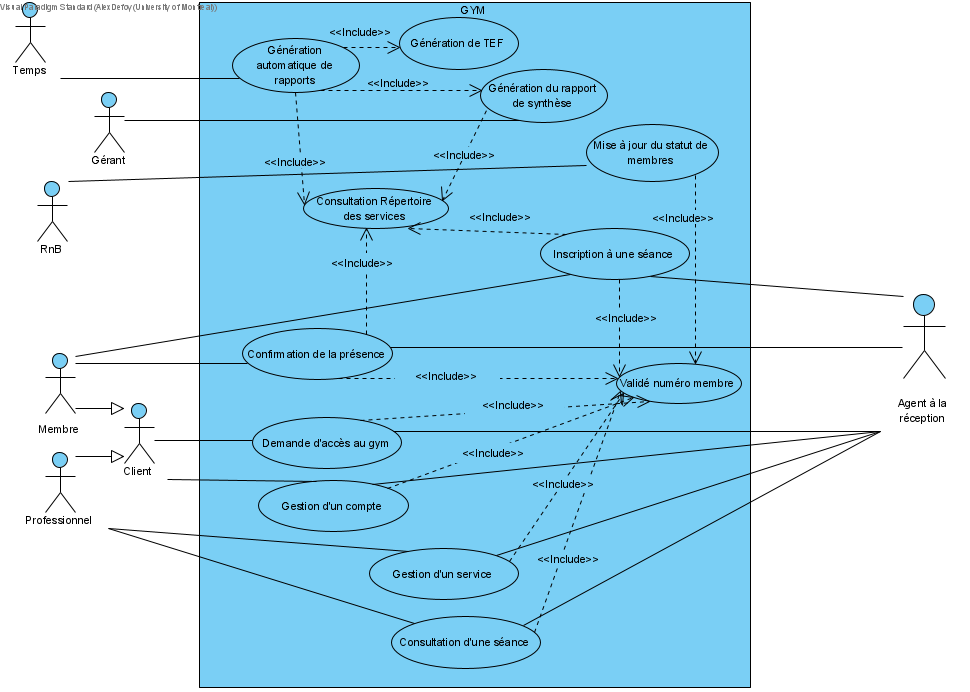 Visual Paradigm Standard (Alex Defoy (University of Montreal))
GYM
<<Include>>
Génération
automatique de
rapports
Génération de TEF
Temps
<<Include>>
Génération du rapport
de synthèse
Gérant
Mise à jour du statut de
membres
<<Include>>
<<Include>>
RnB
Consultation Répertoire
des services
<<Include>>
<<Include>>
Inscription à une séance
<<Include>>
<<Include>>
Confirmation de la présence
<<Include>>
Validé numéro membre
Agent à la
réception
Membre
<<Include>>
Demande d'accès au gym
Client
<<Include>>
Professionnel
Gestion d'un compte
<<Include>>
<<Include>>
Gestion d'un service
Consultation d'une séance